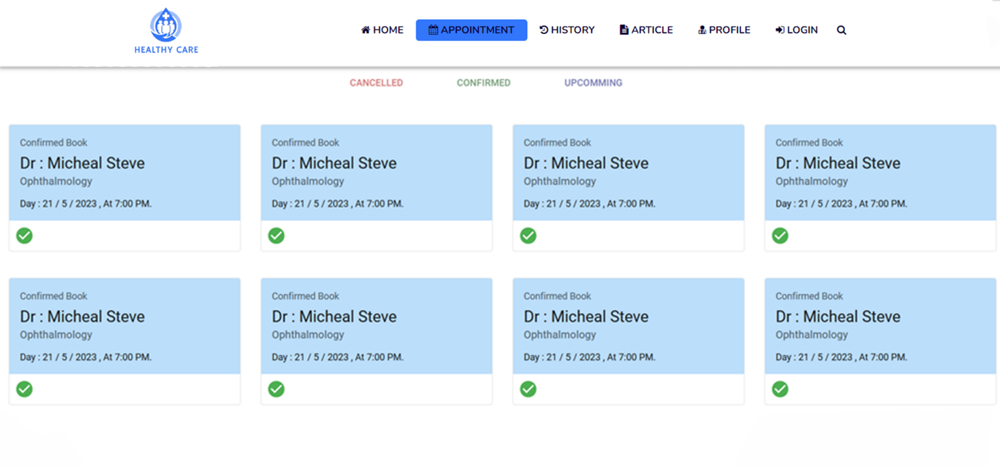 HEALTHY CARE
HOME APPOINTMENT HISTORY ARTICLE PROFILE LOGIN
CANCELLED CONFIRMED UPCOMMING
Confirmed Book
Dr : Micheal Steve
Ophthalmology
Day : 21 / 5 / 2023 , At 7:00 PM.
Confirmed Book
Dr : Micheal Steve
Ophthalmology
Day : 21 / 5 / 2023 , At 7:00 PM.
Confirmed Book
Dr : Micheal Steve
Ophthalmology
Day : 21 / 5 / 2023 , At 7:00 PM.
Confirmed Book
Dr : Micheal Steve
Ophthalmology
Day : 21 / 5 / 2023 , At 7:00 PM.
Confirmed Book
Dr : Micheal Steve
Ophthalmology
Day : 21 / 5 / 2023 , At 7:00 PM.
Confirmed Book
Dr : Micheal Steve
Ophthalmology
Day : 21 / 5 / 2023 , At 7:00 PM.
Confirmed Book
Dr : Micheal Steve
Ophthalmology
Day : 21 / 5 / 2023 , At 7:00 PM.
Confirmed Book
Dr : Micheal Steve
Ophthalmology
Day : 21 / 5 / 2023 , At 7:00 PM.